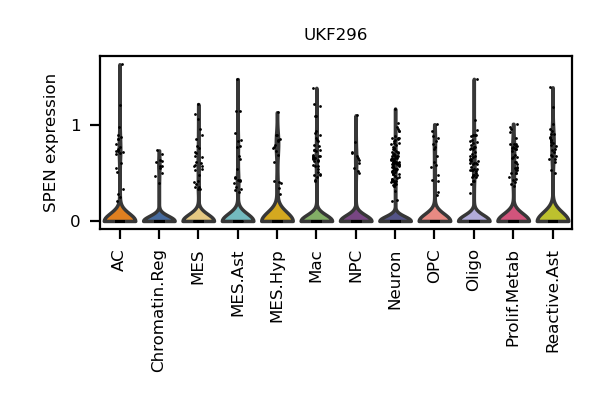 UKF296
SPEN expression
1
0
AC
Chromatin.Reg
MES
MES.Ast
MES.Hyp
Mac
NPC
Neuron
OPC
Oligo
Prolif.Metab
Reactive.Ast